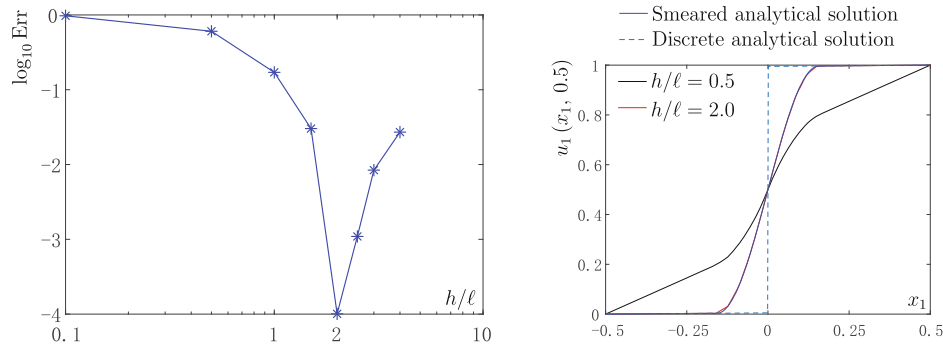 log₁₀ Err
0
−1
−2
−3
−4
0.1
1
2
10
h/ℓ
Smeared analytical solution
Discrete analytical solution
h/ℓ = 0.5
h/ℓ = 2.0
u₁ (x₁, 0.5)
1
0.8
0.6
0.4
0.2
0
−0.5
−0.25
0
0.25
0.5
x₁